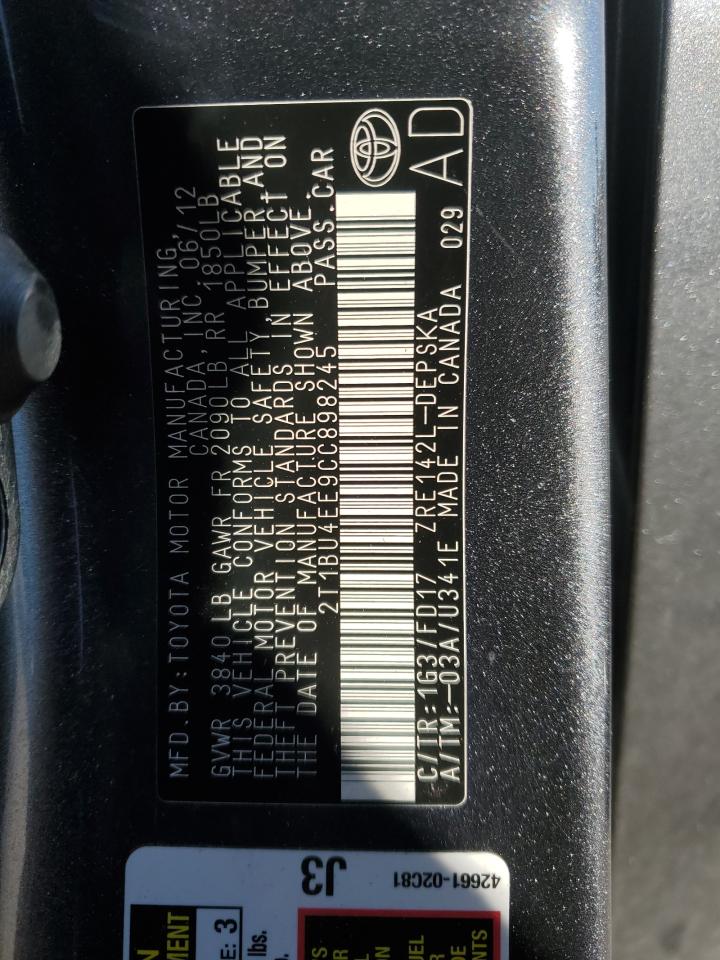 MFD.BY:TOYOTA MOTOR MANUFACTURING,
CANADA, INC. 06/12
GVWR 3840 LB GAWR FR 2090LB, RR 1850LB
THIS VEHICLE CONFORMS TO ALL APPLICABLE
FEDERAL MOTOR VEHICLE SAFETY, BUMPER AND
THEFT PREVENTION STANDARDS IN EFFECT ON
THE DATE OF MANUFACTURE SHOWN ABOVE.
2T1BU4EE9CC898245 PASS.CAR
C/TR:1G3/FD17 ZRE142L-DEPSKA
A/TM:-03A/U341E MADE IN CANADA 029
AD
J3
42661-02C81
3
lbs.